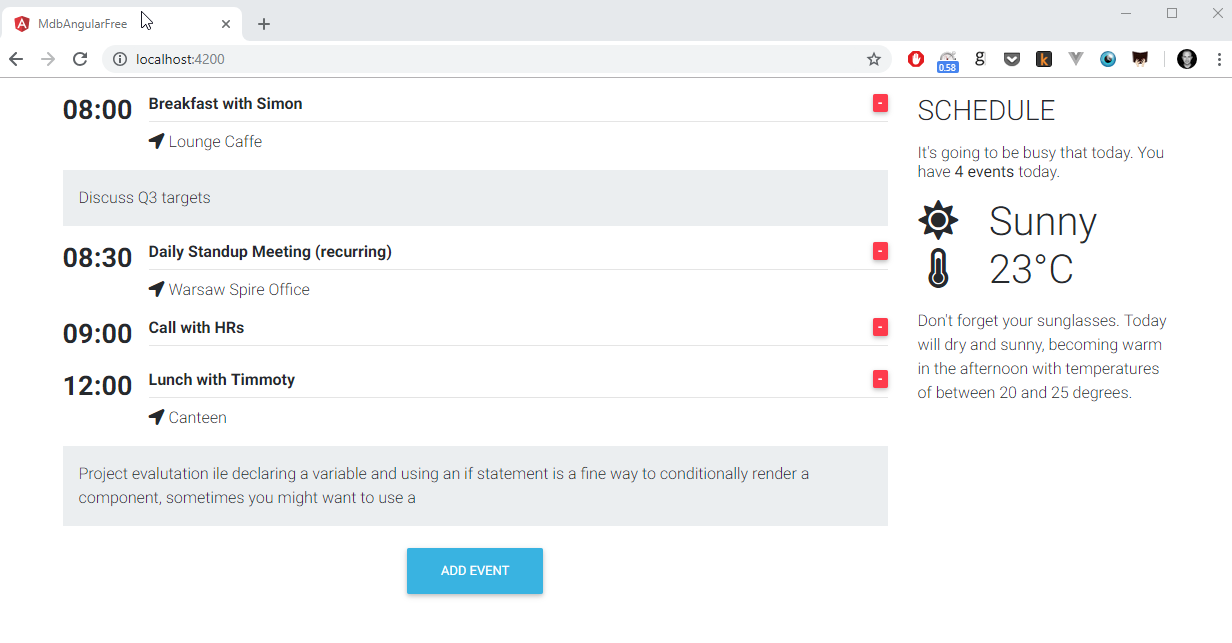 MdbAngularFree
localhost:4200
0.58
g
k
08:00
Breakfast with Simon
-
Lounge Caffe
Discuss Q3 targets
08:30
Daily Standup Meeting (recurring)
-
Warsaw Spire Office
09:00
Call with HRs
-
12:00
Lunch with Timmoty
-
Canteen
Project evalutation ile declaring a variable and using an if statement is a fine way to conditionally render a
component, sometimes you might want to use a
ADD EVENT
SCHEDULE
It's going to be busy that today. You
have 4 events today.
Sunny
23°C
Don't forget your sunglasses. Today
will dry and sunny, becoming warm
in the afternoon with temperatures
of between 20 and 25 degrees.